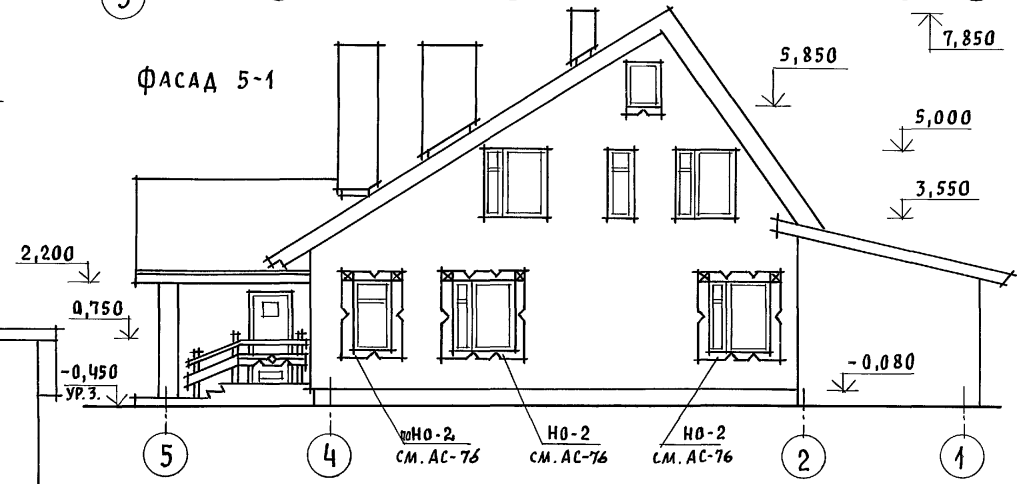 7,850
ФАСАД 5-1
5,850
5,000
3,550
2,200
0,750
-0,450
УР.З.
-0,080
по НО-2
СМ. АС-76
НО-2
СМ. АС-76
НО-2
СМ. АС-76
5
4
2
1